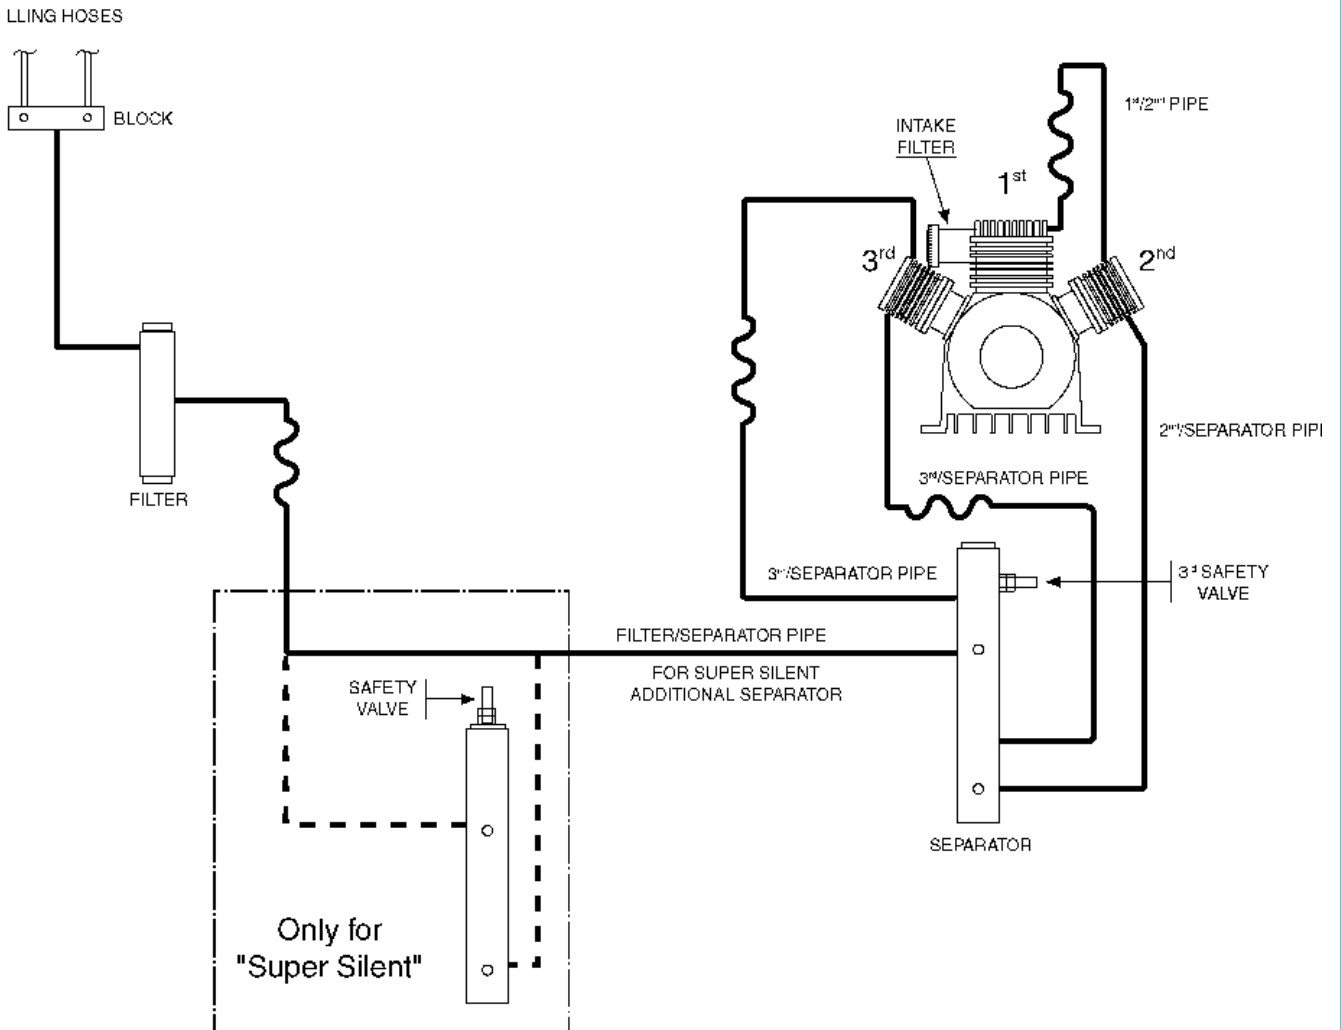 LLING HOSES
BLOCK
1st/2nd PIPE
INTAKE
FILTER
1st
3rd
2nd
2nd/SEPARATOR PIPI
3rd/SEPARATOR PIPE
FILTER
3rd/SEPARATOR PIPE
3rd SAFETY
VALVE
FILTER/SEPARATOR PIPE
FOR SUPER SILENT
ADDITIONAL SEPARATOR
SAFETY
VALVE
SEPARATOR
Only for
"Super Silent"